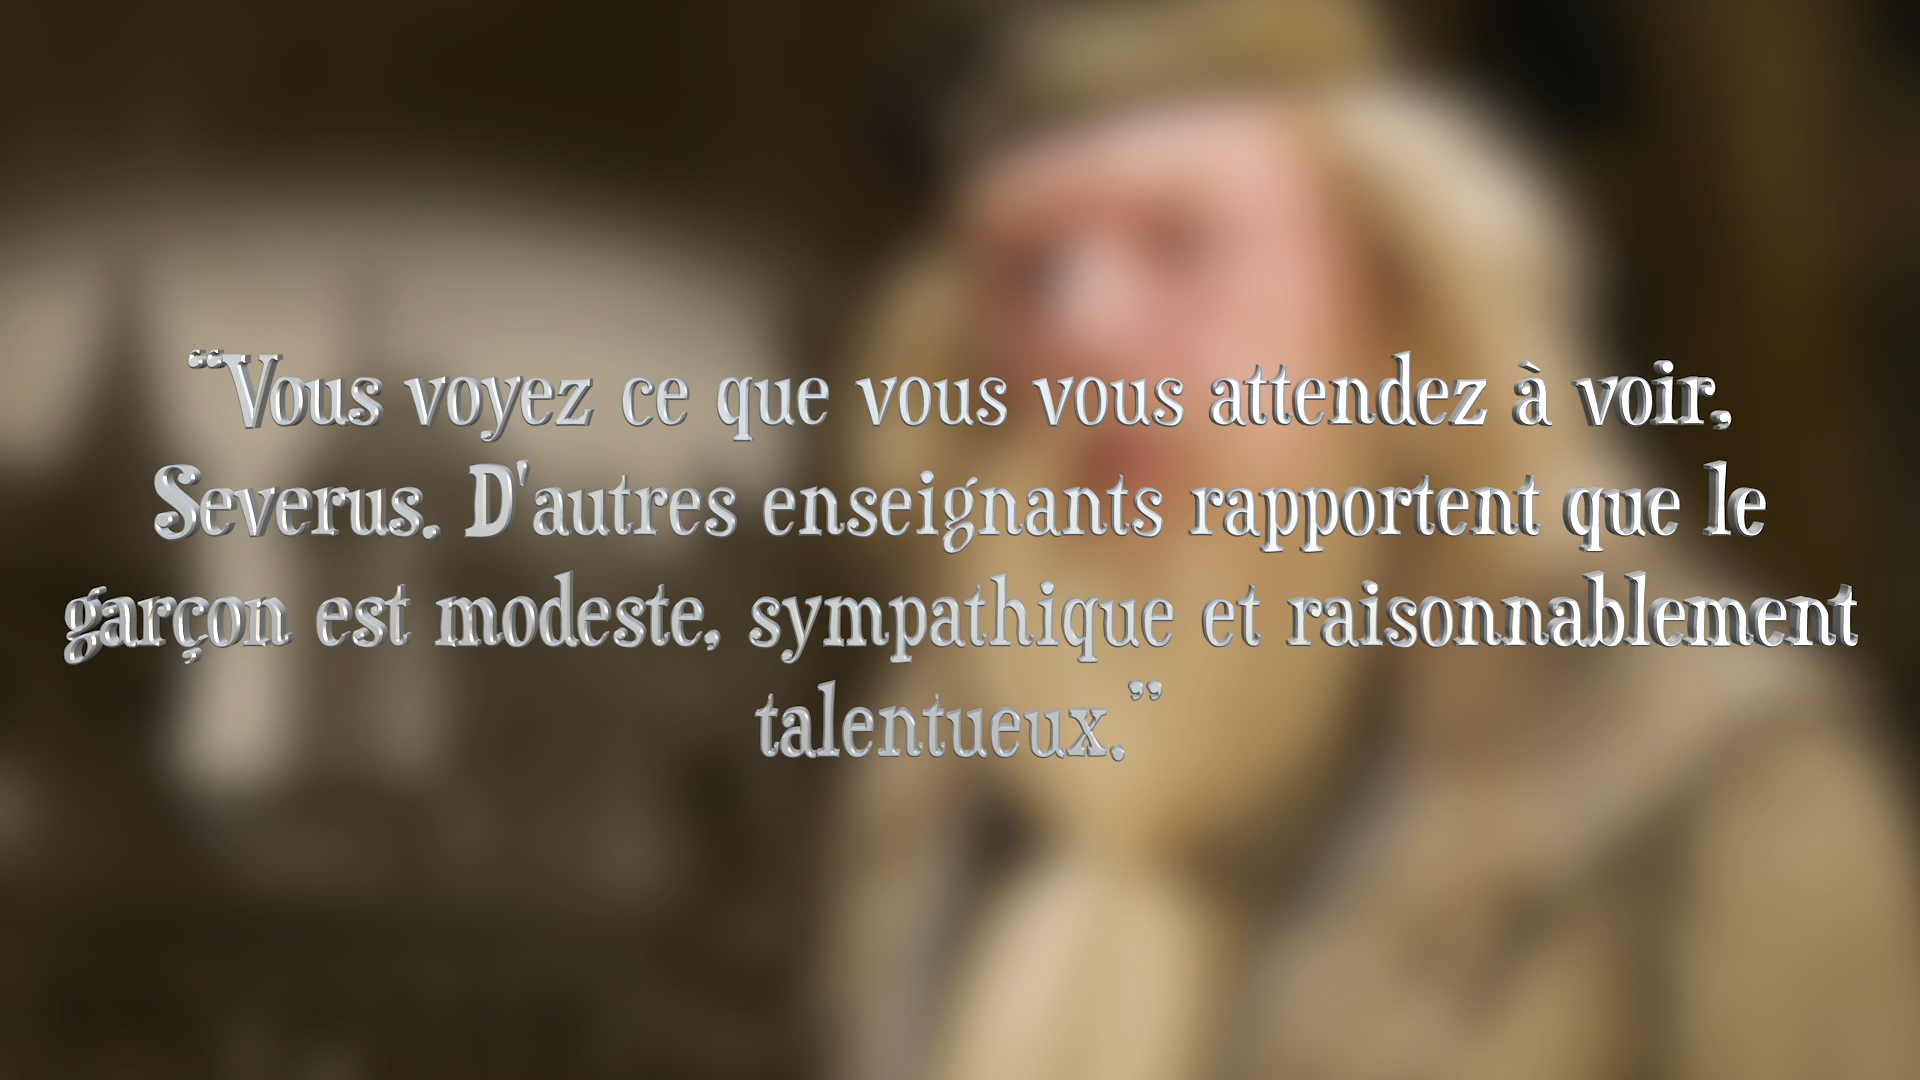 “Vous voyez ce que vous vous attendez à voir,
Severus. D'autres enseignants rapportent que le
garçon est modeste, sympathique et raisonnablement
talentueux.”